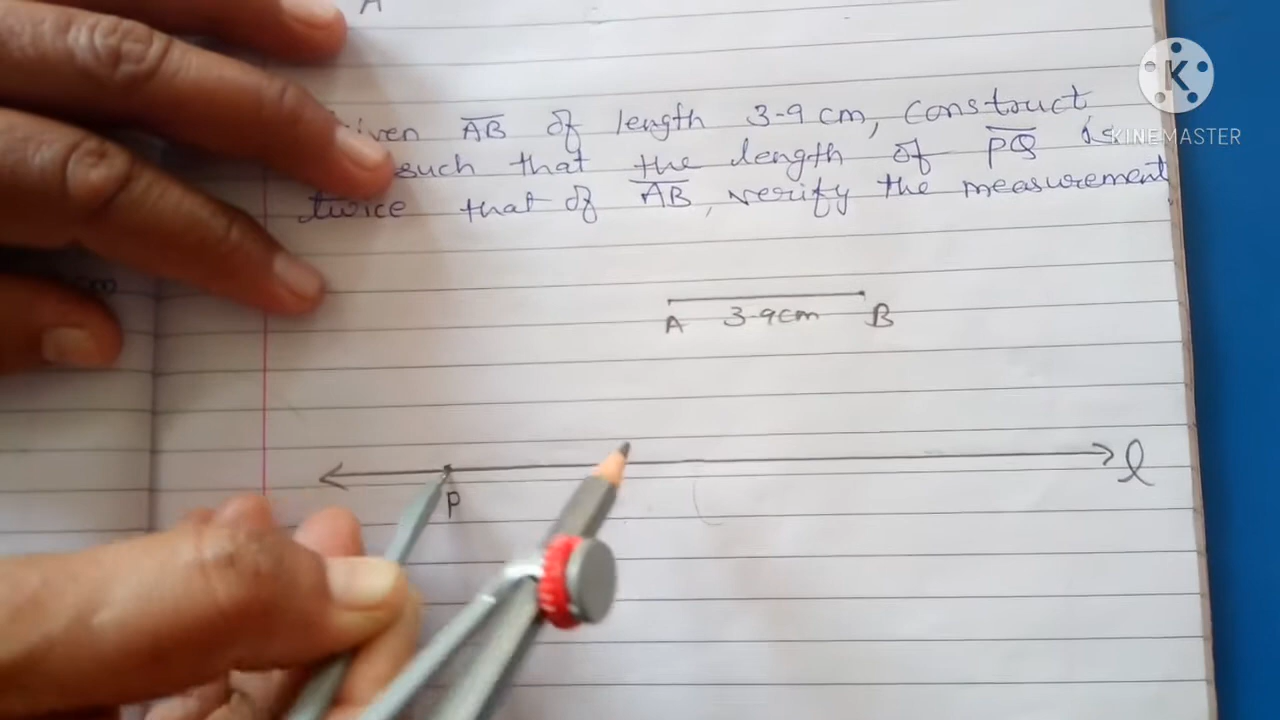 A
K
KINEMASTER
iven AB of length 3.9 cm, construct
such that the length of PQ is
twice that of AB, verify the measurement.
A 3.9cm B
l
P